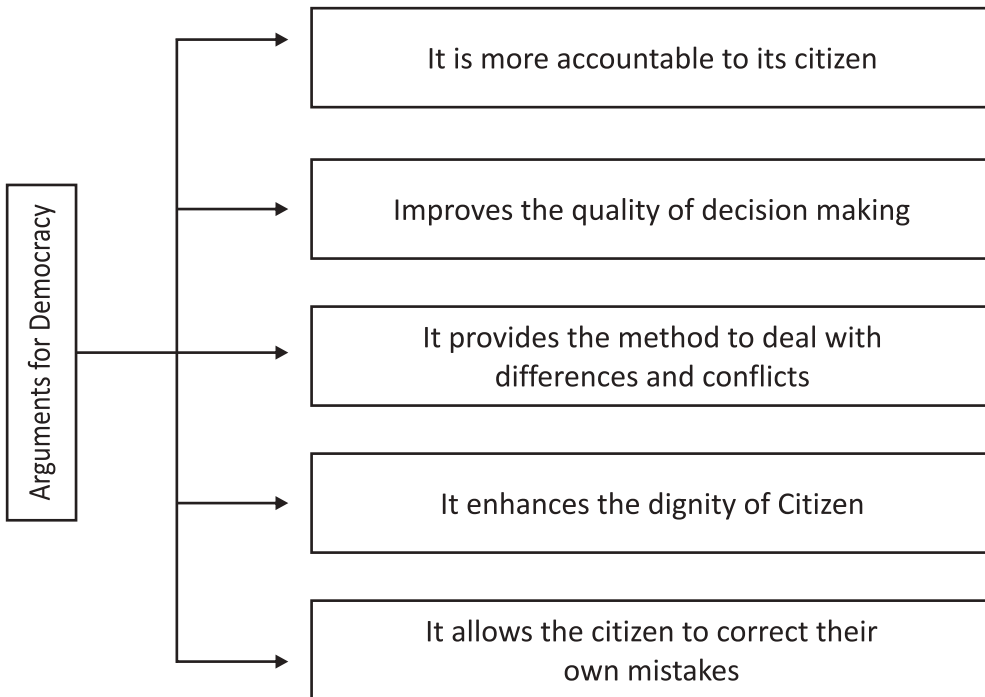 Arguments for Democracy
It is more accountable to its citizen
Improves the quality of decision making
It provides the method to deal with
differences and conflicts
It enhances the dignity of Citizen
It allows the citizen to correct their
own mistakes